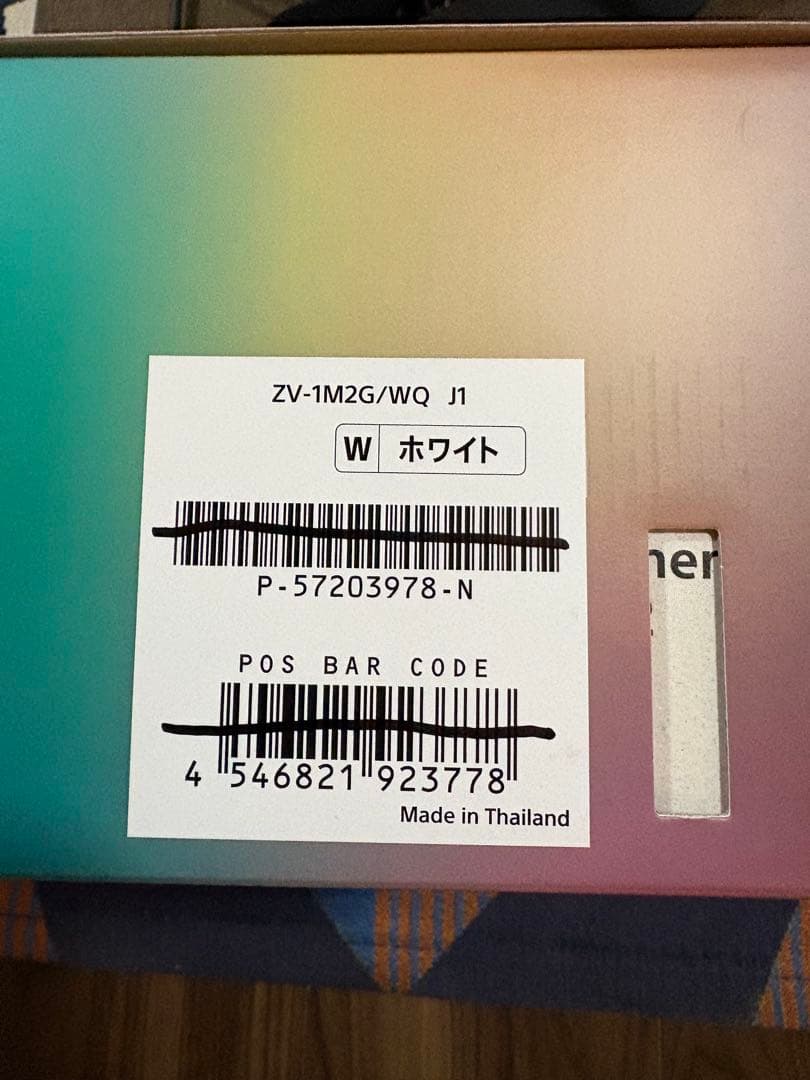 ZV-1M2G/WQ J1
W ホワイト
P-57203978-N
POS BAR CODE
4 546821 923778
Made in Thailand
ner